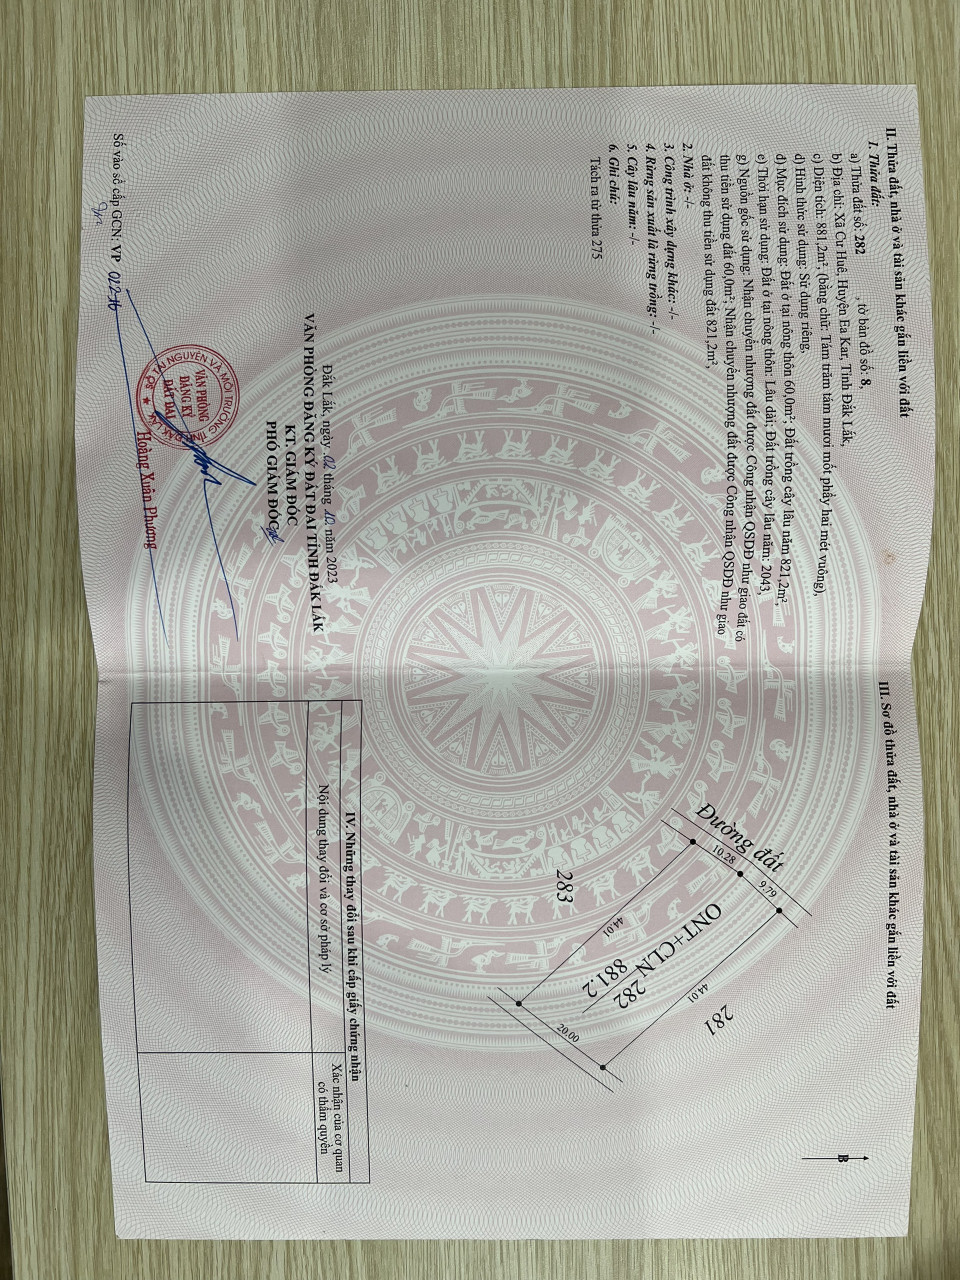 II. Thửa đất, nhà ở và tài sản khác gắn liền với đất
1. Thửa đất:
a) Thửa đất số: 282 , tờ bản đồ số: 8,
b) Địa chỉ: Xã Cư Huê, Huyện Ea Kar, Tỉnh Đắk Lắk,
c) Diện tích: 881,2m², (bằng chữ: Tám trăm tám mươi mốt phẩy hai mét vuông),
d) Hình thức sử dụng: Sử dụng riêng,
đ) Mục đích sử dụng: Đất ở tại nông thôn 60,0m²; Đất trồng cây lâu năm 821,2m²,
e) Thời hạn sử dụng: Đất ở tại nông thôn: Lâu dài; Đất trồng cây lâu năm: 2043,
g) Nguồn gốc sử dụng: Nhận chuyển nhượng đất được Công nhận QSDĐ như giao đất có
thu tiền sử dụng đất 60,0m²; Nhận chuyển nhượng đất được Công nhận QSDĐ như giao
đất không thu tiền sử dụng đất 821,2m²,
2. Nhà ở: -/-
3. Công trình xây dựng khác: -/-
4. Rừng sản xuất là rừng trồng: -/-
5. Cây lâu năm: -/-
6. Ghi chú:
Tách ra từ thửa 275
Đắk Lắk, ngày 02 tháng 10 năm 2023
VĂN PHÒNG ĐĂNG KÝ ĐẤT ĐAI TỈNH ĐẮK LẮK
KT. GIÁM ĐỐC
PHÓ GIÁM ĐỐC
SỞ TÀI NGUYÊN VÀ MÔI TRƯỜNG TỈNH ĐẮK LẮK
VĂN PHÒNG
ĐĂNG KÝ
ĐẤT ĐAI
Hoàng Xuân Phương
Số vào sổ cấp GCN: VP
III. Sơ đồ thửa đất, nhà ở và tài sản khác gắn liền với đất
B
Đường đất
10.28
9.79
281
44.01
ONT+CLN
282
881.2
44.01
283
20.00
IV. Những thay đổi sau khi cấp giấy chứng nhận
Nội dung thay đổi và cơ sở pháp lý
Xác nhận của cơ quan
có thẩm quyền